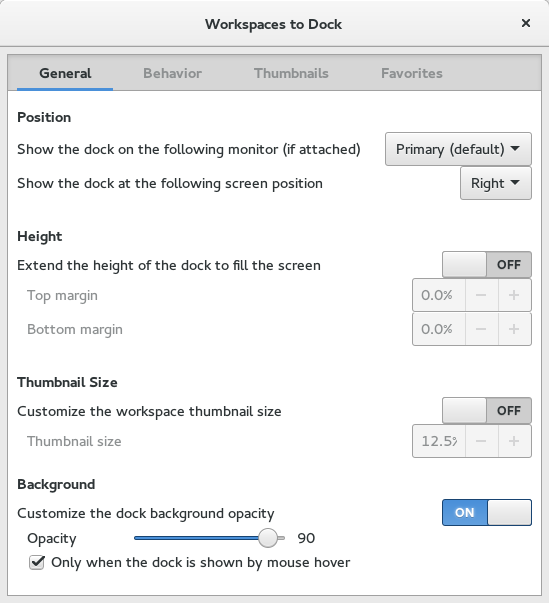 Workspaces to Dock ×
General Behavior Thumbnails Favorites
Position
Show the dock on the following monitor (if attached) Primary (default)
Show the dock at the following screen position Right
Height
Extend the height of the dock to fill the screen OFF
Top margin 0.0% − +
Bottom margin 0.0% − +
Thumbnail Size
Customize the workspace thumbnail size OFF
Thumbnail size 12.5% − +
Background
Customize the dock background opacity ON
Opacity 90
Only when the dock is shown by mouse hover